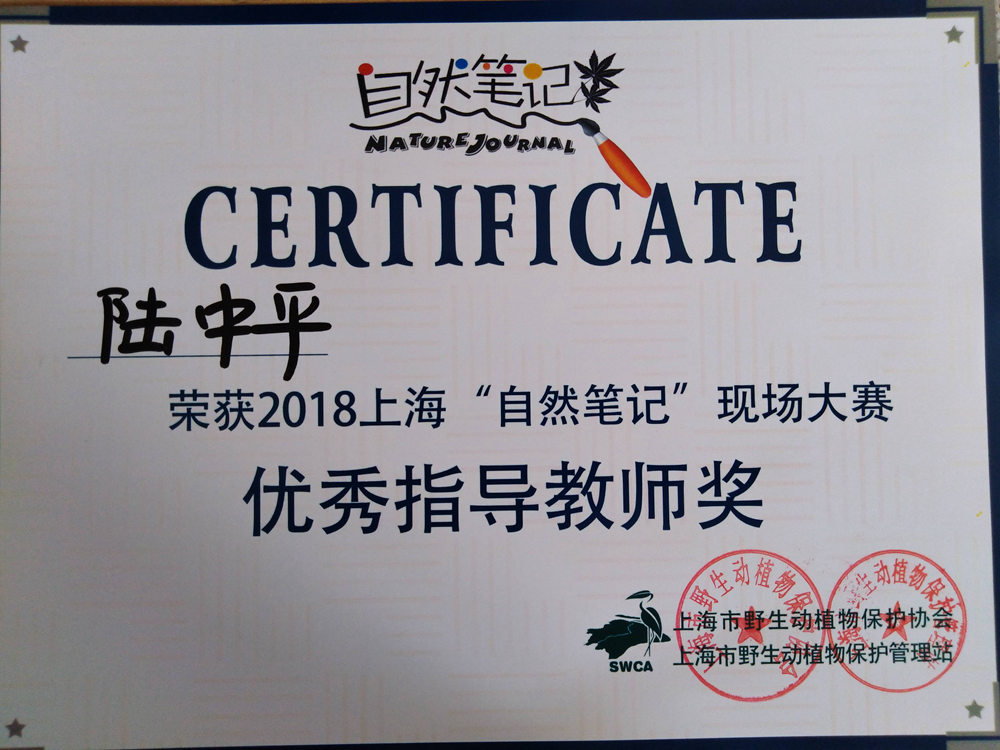 自然笔记
NATURE JOURNAL
CERTIFICATE
陆中平
荣获2018上海“自然笔记”现场大赛
优秀指导教师奖
上海市野生动植物保护协会
上海市野生动植物保护管理站
SWCA